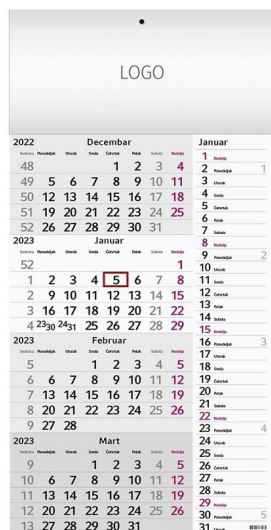 LOGO
2022 Decembar
Sedmica Ponedeljak Utorak Sreda Četvrtak Petak Subota Nedelja
48 1 2 3 4
49 5 6 7 8 9 10 11
50 12 13 14 15 16 17 18
51 19 20 21 22 23 24 25
52 26 27 28 29 30 31
2023 Januar
Sedmica Ponedeljak Utorak Sreda Četvrtak Petak Subota Nedelja
52 1
1 2 3 4 5 6 7 8
2 9 10 11 12 13 14 15
3 16 17 18 19 20 21 22
4 23/30 24/31 25 26 27 28 29
2023 Februar
Sedmica Ponedeljak Utorak Sreda Četvrtak Petak Subota Nedelja
5 1 2 3 4 5
6 6 7 8 9 10 11 12
7 13 14 15 16 17 18 19
8 20 21 22 23 24 25 26
9 27 28
2023 Mart
Sedmica Ponedeljak Utorak Sreda Četvrtak Petak Subota Nedelja
9 1 2 3 4 5
10 6 7 8 9 10 11 12
11 13 14 15 16 17 18 19
12 20 21 22 23 24 25 26
13 27 28 29 30 31
Januar
1 Nedelja
2 Ponedeljak 1
3 Utorak
4 Sreda
5 Četvrtak
6 Petak
7 Subota
8 Nedelja
9 Ponedeljak 2
10 Utorak
11 Sreda
12 Četvrtak
13 Petak
14 Subota
15 Nedelja
16 Ponedeljak 3
17 Utorak
18 Sreda
19 Četvrtak
20 Petak
21 Subota
22 Nedelja
23 Ponedeljak 4
24 Utorak
25 Sreda
26 Četvrtak
27 Petak
28 Subota
29 Nedelja
30 Ponedeljak 5
31 Utorak